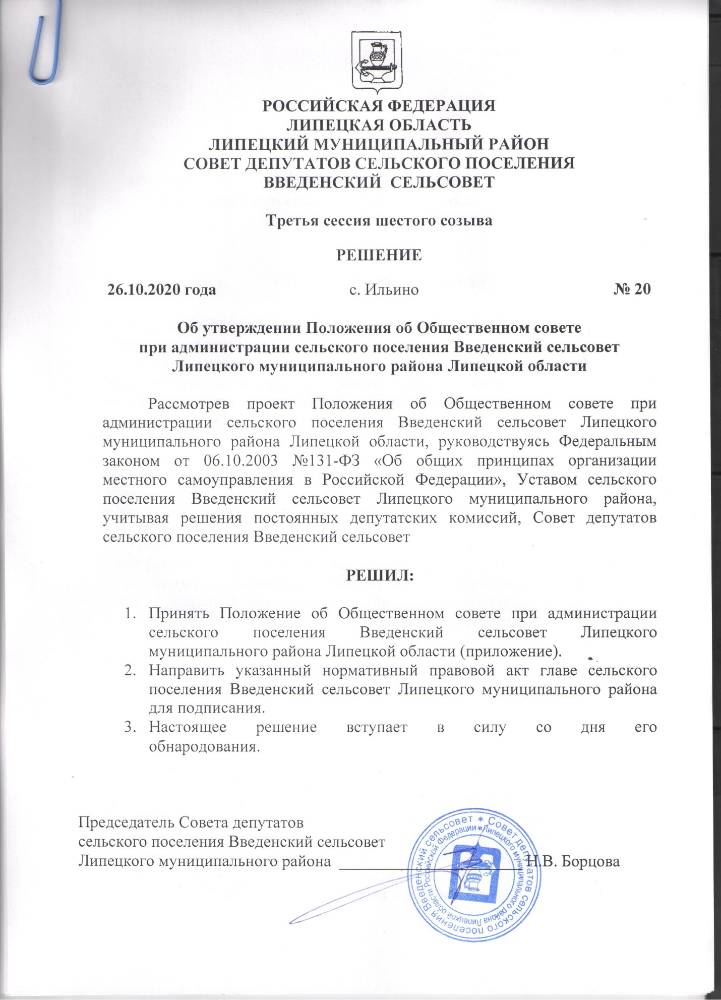 РОССИЙСКАЯ ФЕДЕРАЦИЯ
ЛИПЕЦКАЯ ОБЛАСТЬ
ЛИПЕЦКИЙ МУНИЦИПАЛЬНЫЙ РАЙОН
СОВЕТ ДЕПУТАТОВ СЕЛЬСКОГО ПОСЕЛЕНИЯ
ВВЕДЕНСКИЙ СЕЛЬСОВЕТ
Третья сессия шестого созыва
РЕШЕНИЕ
26.10.2020 года с. Ильино № 20
Об утверждении Положения об Общественном совете
при администрации сельского поселения Введенский сельсовет
Липецкого муниципального района Липецкой области
Рассмотрев проект Положения об Общественном совете при
администрации сельского поселения Введенский сельсовет Липецкого
муниципального района Липецкой области, руководствуясь Федеральным
законом от 06.10.2003 №131-ФЗ «Об общих принципах организации
местного самоуправления в Российской Федерации», Уставом сельского
поселения Введенский сельсовет Липецкого муниципального района,
учитывая решения постоянных депутатских комиссий, Совет депутатов
сельского поселения Введенский сельсовет
РЕШИЛ:
1. Принять Положение об Общественном совете при администрации
сельского поселения Введенский сельсовет Липецкого
муниципального района Липецкой области (приложение).
2. Направить указанный нормативный правовой акт главе сельского
поселения Введенский сельсовет Липецкого муниципального района
для подписания.
3. Настоящее решение вступает в силу со дня его
обнародования.
Председатель Совета депутатов
сельского поселения Введенский сельсовет
Липецкого муниципального района ____________________ Н.В. Борцова
* Совет депутатов сельского поселения Введенский сельсовет
* Липецкого муниципального района Липецкой области Российской Федерации